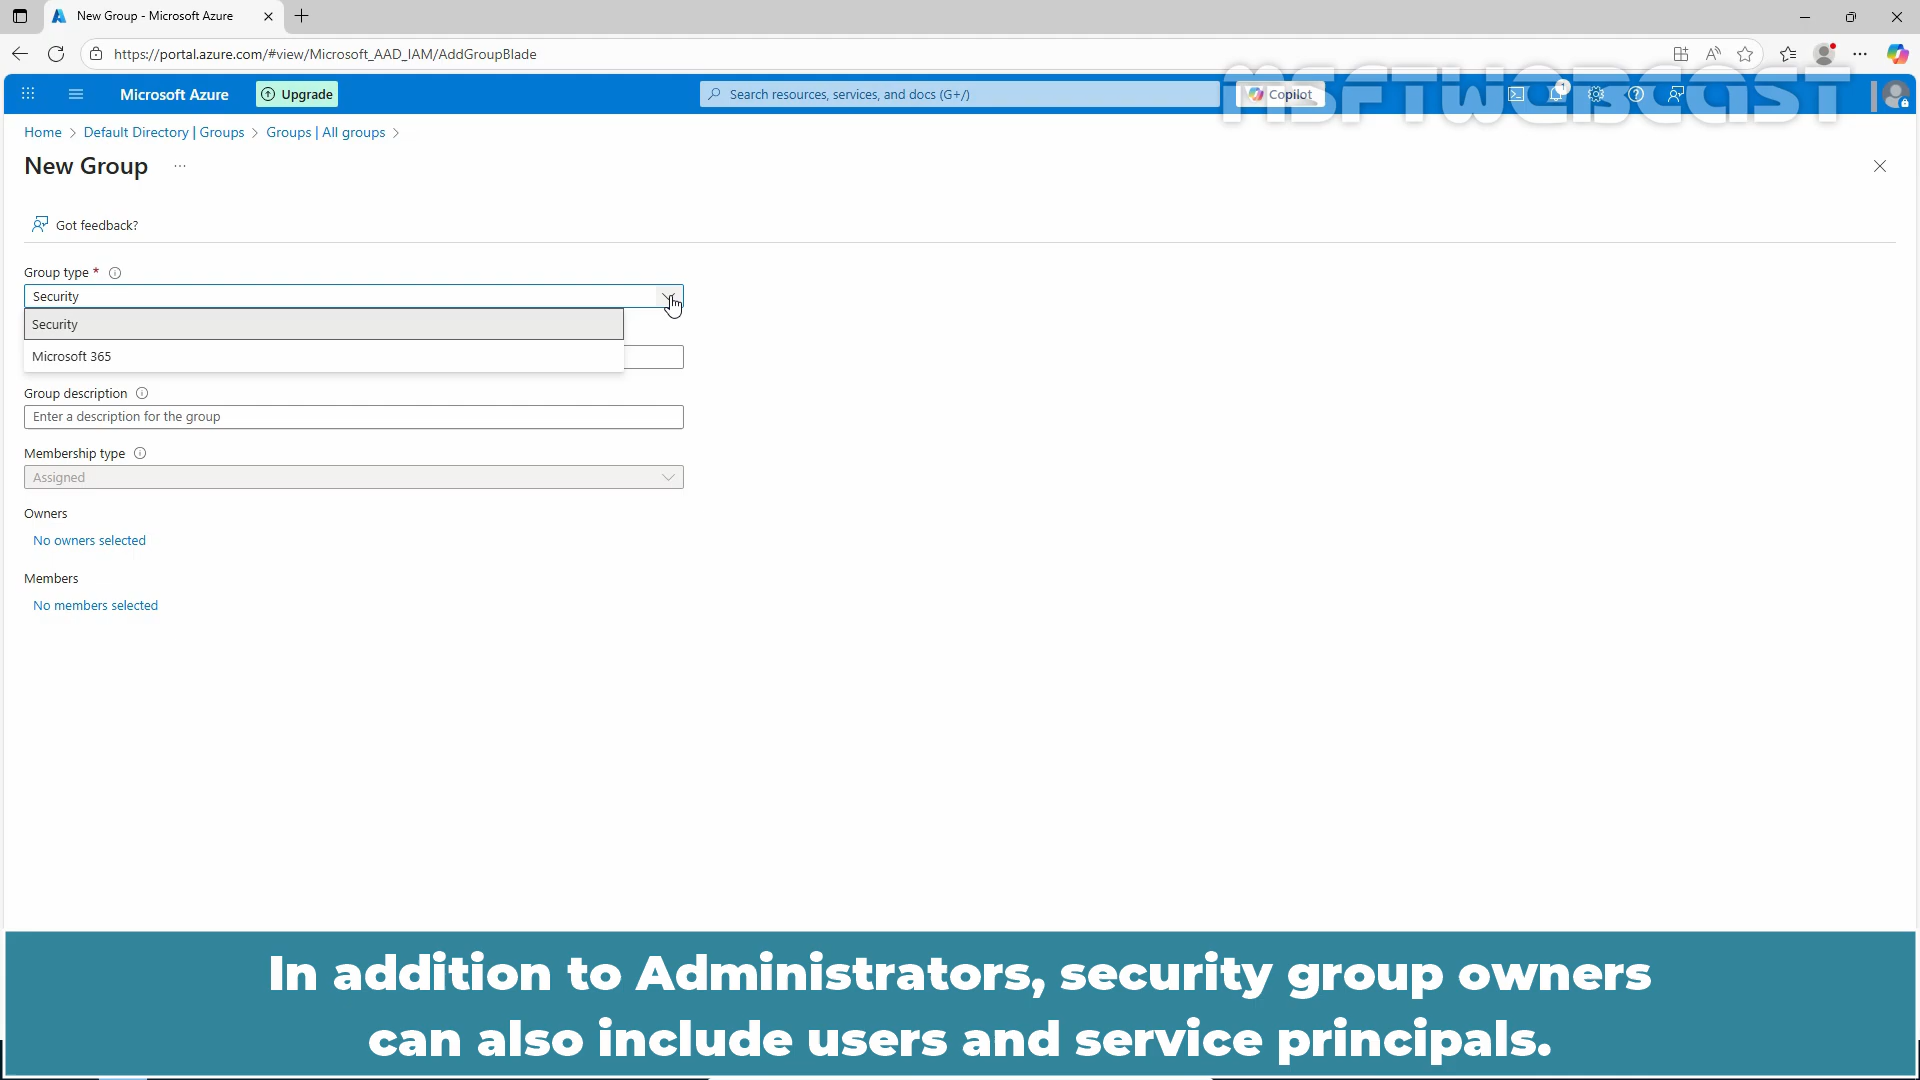 New Group - Microsoft Azure
https://portal.azure.com/#view/Microsoft_AAD_IAM/AddGroupBlade
MSFTWEBCAST
Microsoft Azure
Upgrade
Search resources, services, and docs (G+/)
Copilot
1
Home > Default Directory | Groups > Groups | All groups >
New Group ...
Got feedback?
Group type *
Security
Security
Microsoft 365
Group description
Enter a description for the group
Membership type
Assigned
Owners
No owners selected
Members
No members selected
In addition to Administrators, security group owners
can also include users and service principals.